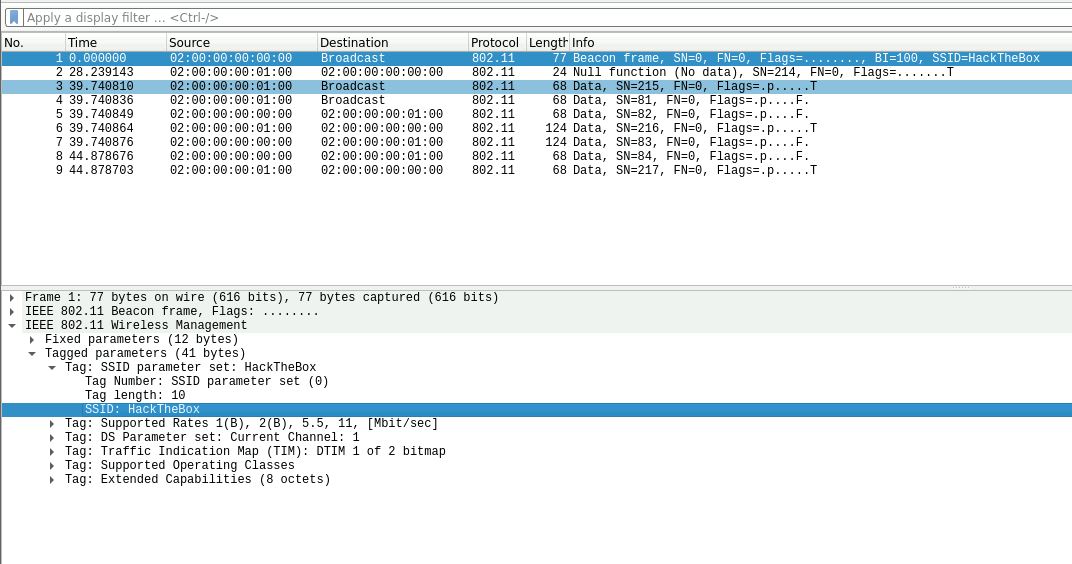 Apply a display filter ... <Ctrl-/>
No. Time Source Destination Protocol Length Info
1 0.000000 02:00:00:00:00:00 Broadcast 802.11 77 Beacon frame, SN=0, FN=0, Flags=........, BI=100, SSID=HackTheBox
2 28.239143 02:00:00:00:01:00 02:00:00:00:00:00 802.11 24 Null function (No data), SN=214, FN=0, Flags=.......T
3 39.740810 02:00:00:00:01:00 Broadcast 802.11 68 Data, SN=215, FN=0, Flags=.p.....T
4 39.740836 02:00:00:00:01:00 Broadcast 802.11 68 Data, SN=81, FN=0, Flags=.p....F.
5 39.740849 02:00:00:00:00:00 02:00:00:00:01:00 802.11 68 Data, SN=82, FN=0, Flags=.p....F.
6 39.740864 02:00:00:00:01:00 02:00:00:00:00:00 802.11 124 Data, SN=216, FN=0, Flags=.p.....T
7 39.740876 02:00:00:00:00:00 02:00:00:00:01:00 802.11 124 Data, SN=83, FN=0, Flags=.p....F.
8 44.878676 02:00:00:00:00:00 02:00:00:00:01:00 802.11 68 Data, SN=84, FN=0, Flags=.p....F.
9 44.878703 02:00:00:00:01:00 02:00:00:00:00:00 802.11 68 Data, SN=217, FN=0, Flags=.p.....T
Frame 1: 77 bytes on wire (616 bits), 77 bytes captured (616 bits)
IEEE 802.11 Beacon frame, Flags: ........
IEEE 802.11 Wireless Management
Fixed parameters (12 bytes)
Tagged parameters (41 bytes)
Tag: SSID parameter set: HackTheBox
Tag Number: SSID parameter set (0)
Tag length: 10
SSID: HackTheBox
Tag: Supported Rates 1(B), 2(B), 5.5, 11, [Mbit/sec]
Tag: DS Parameter set: Current Channel: 1
Tag: Traffic Indication Map (TIM): DTIM 1 of 2 bitmap
Tag: Supported Operating Classes
Tag: Extended Capabilities (8 octets)